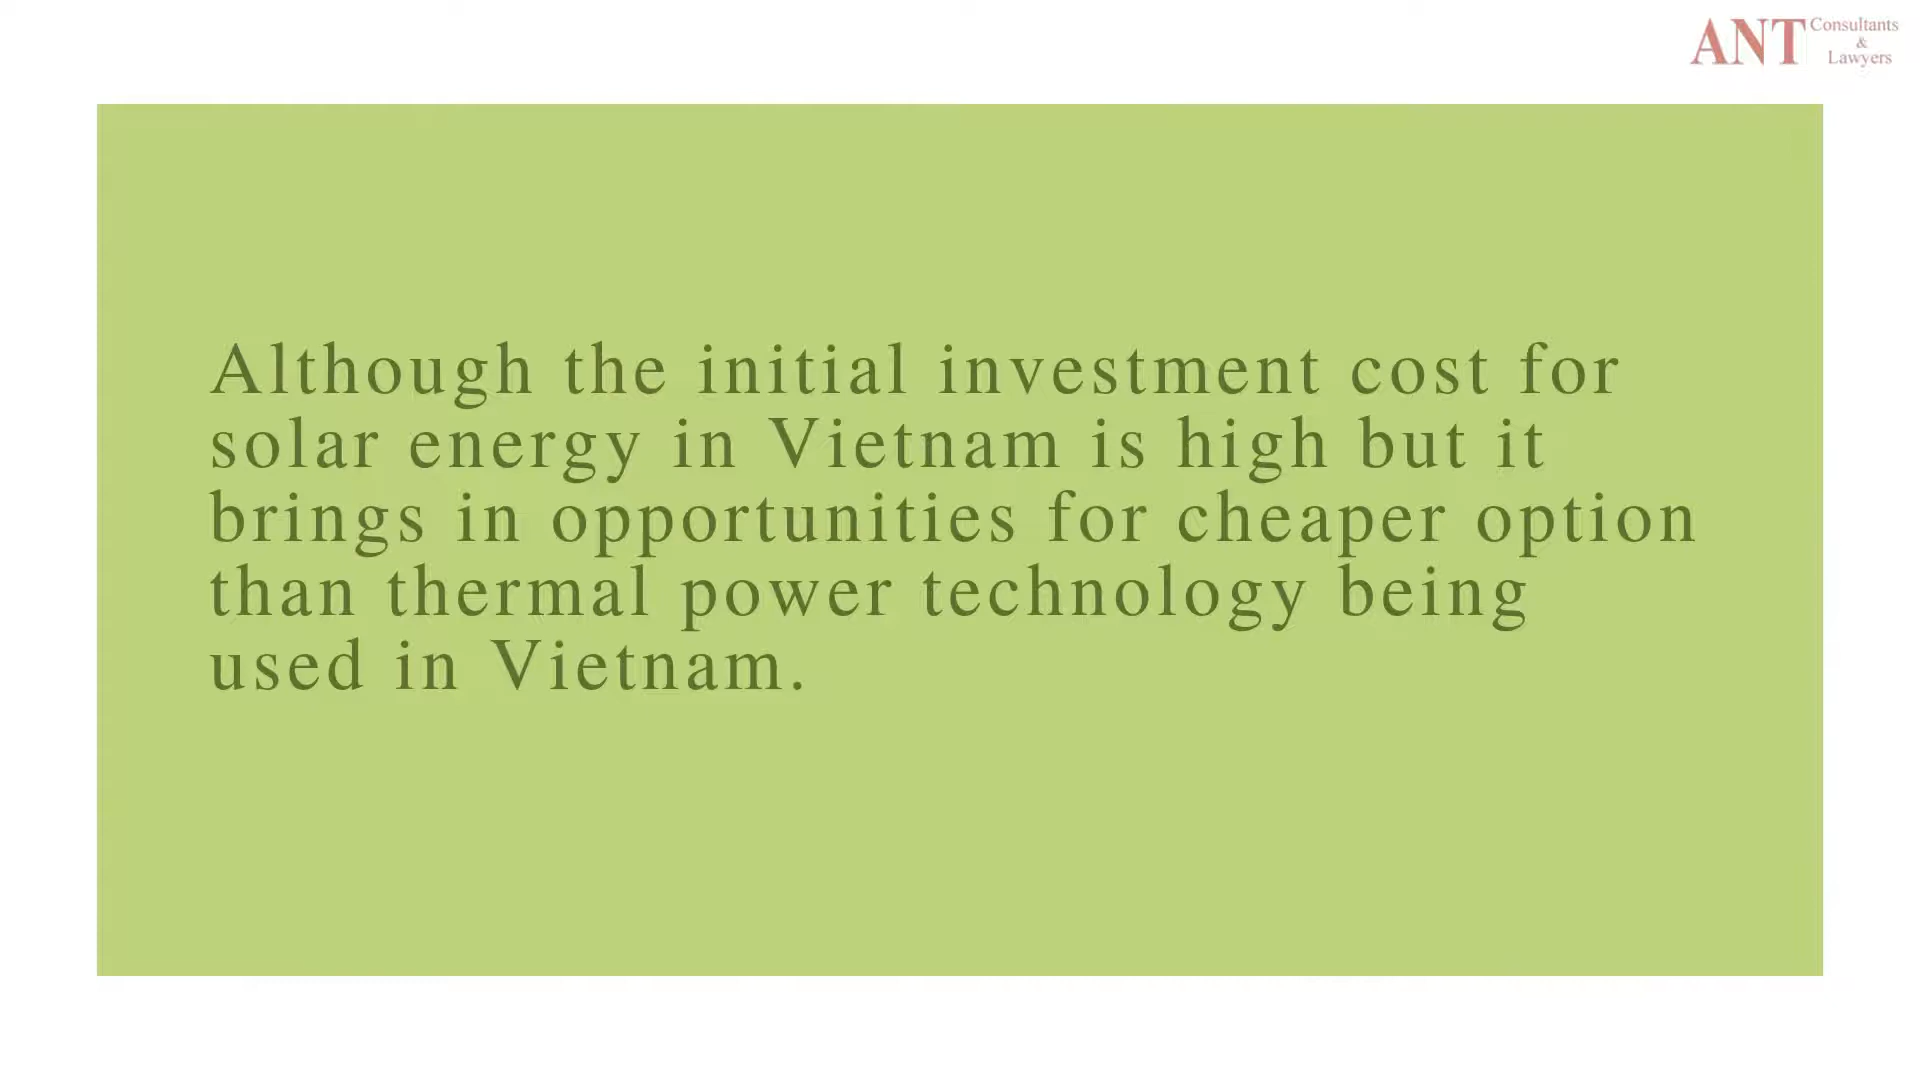 ANT Consultants
&
Lawyers
Although the initial investment cost for
solar energy in Vietnam is high but it
brings in opportunities for cheaper option
than thermal power technology being
used in Vietnam.